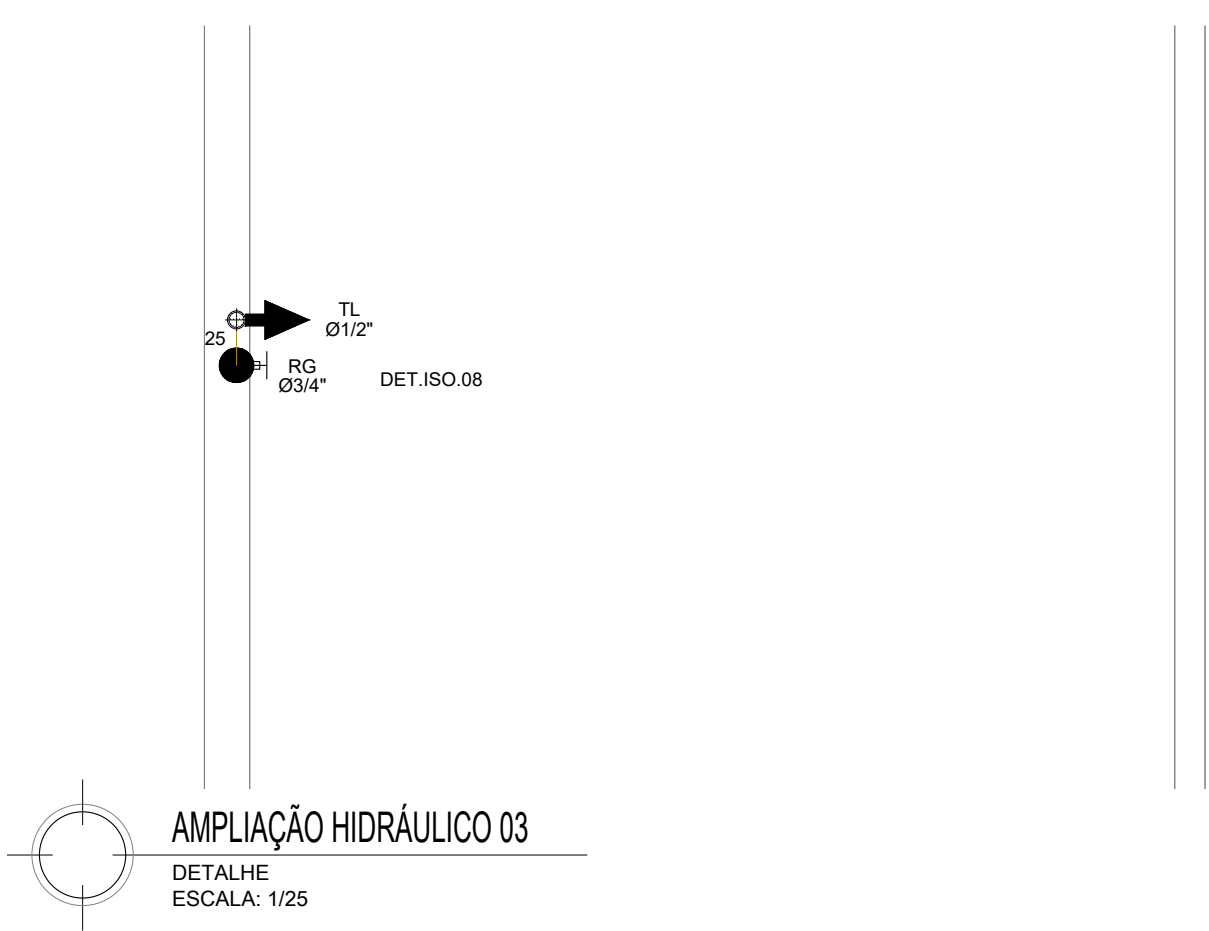 TL
Ø1/2"
25
RG
Ø3/4"
DET.ISO.08
AMPLIAÇÃO HIDRÁULICO 03
DETALHE
ESCALA: 1/25